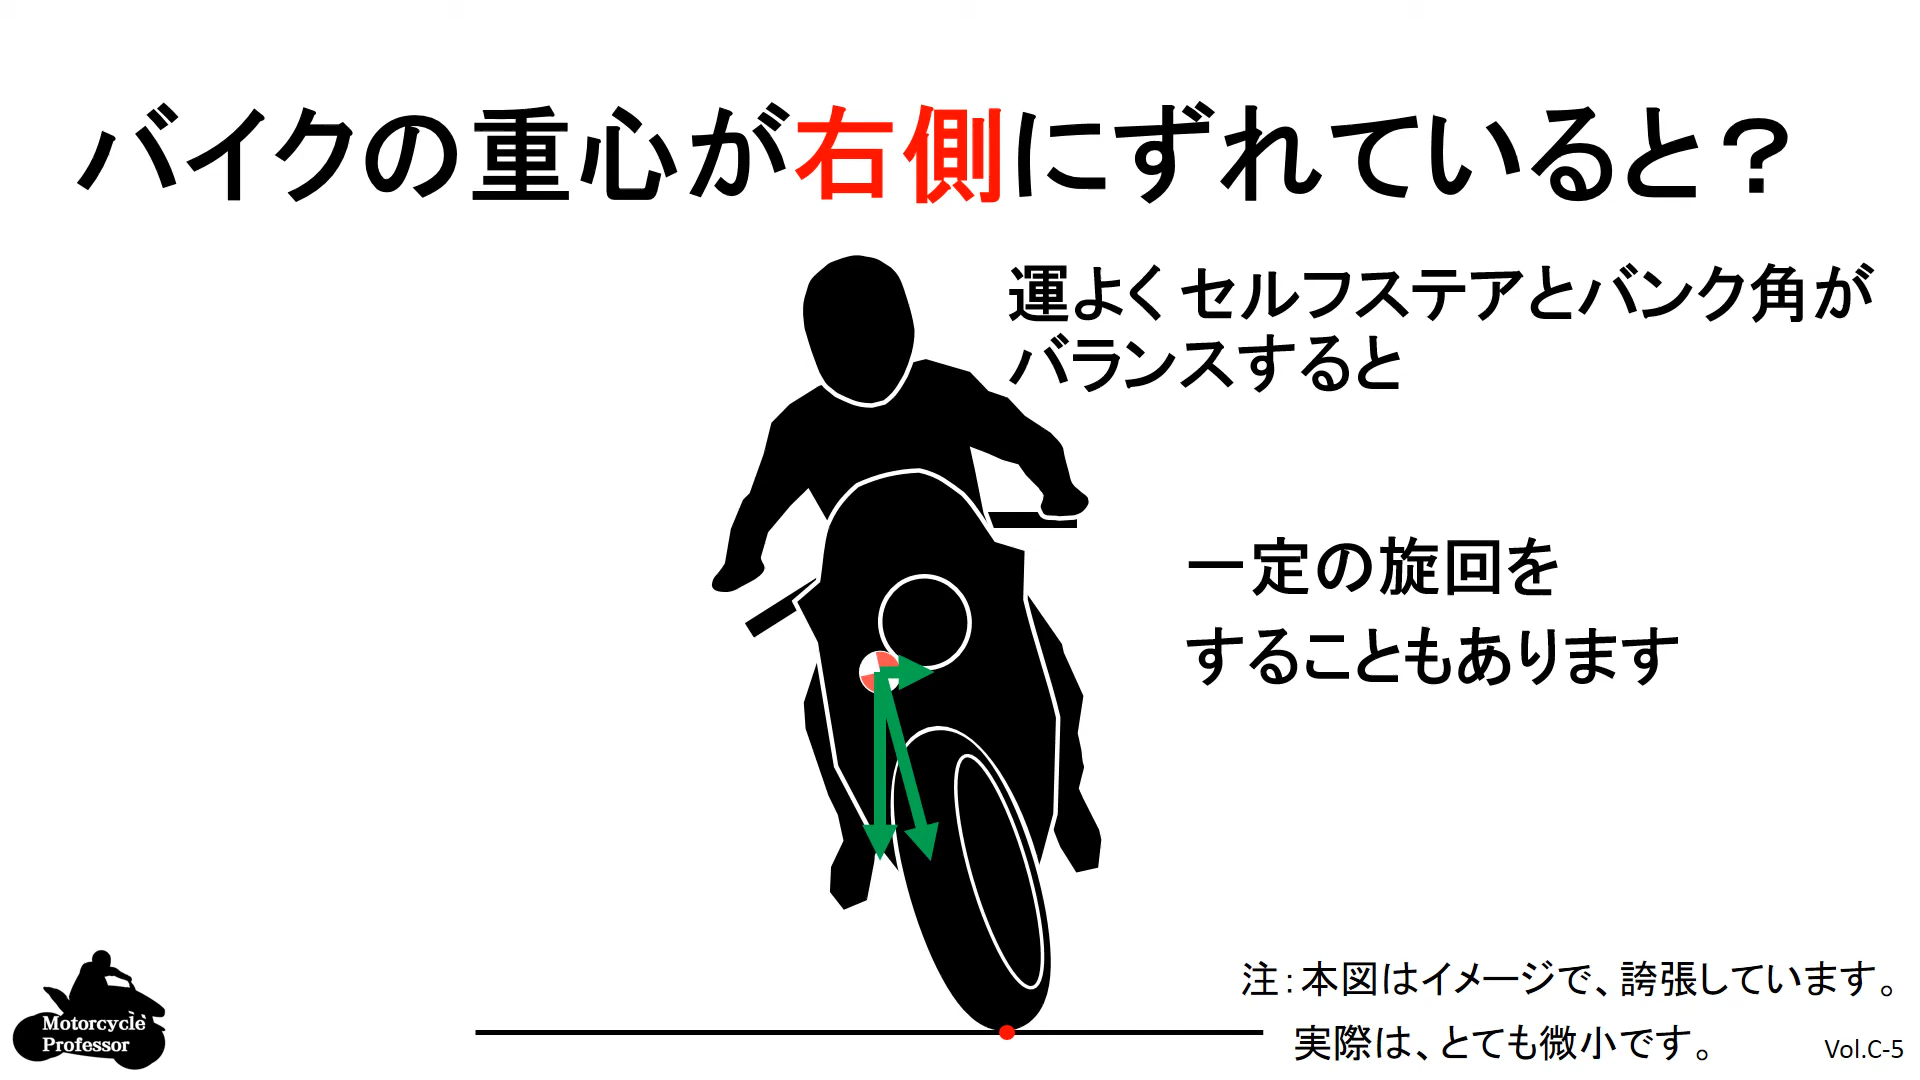 バイクの重心が右側にずれていると？
運よくセルフステアとバンク角が
バランスすると
一定の旋回を
することもあります
注：本図はイメージで、誇張しています。
実際は、とても微小です。
Vol.C-5
Motorcycle
Professor